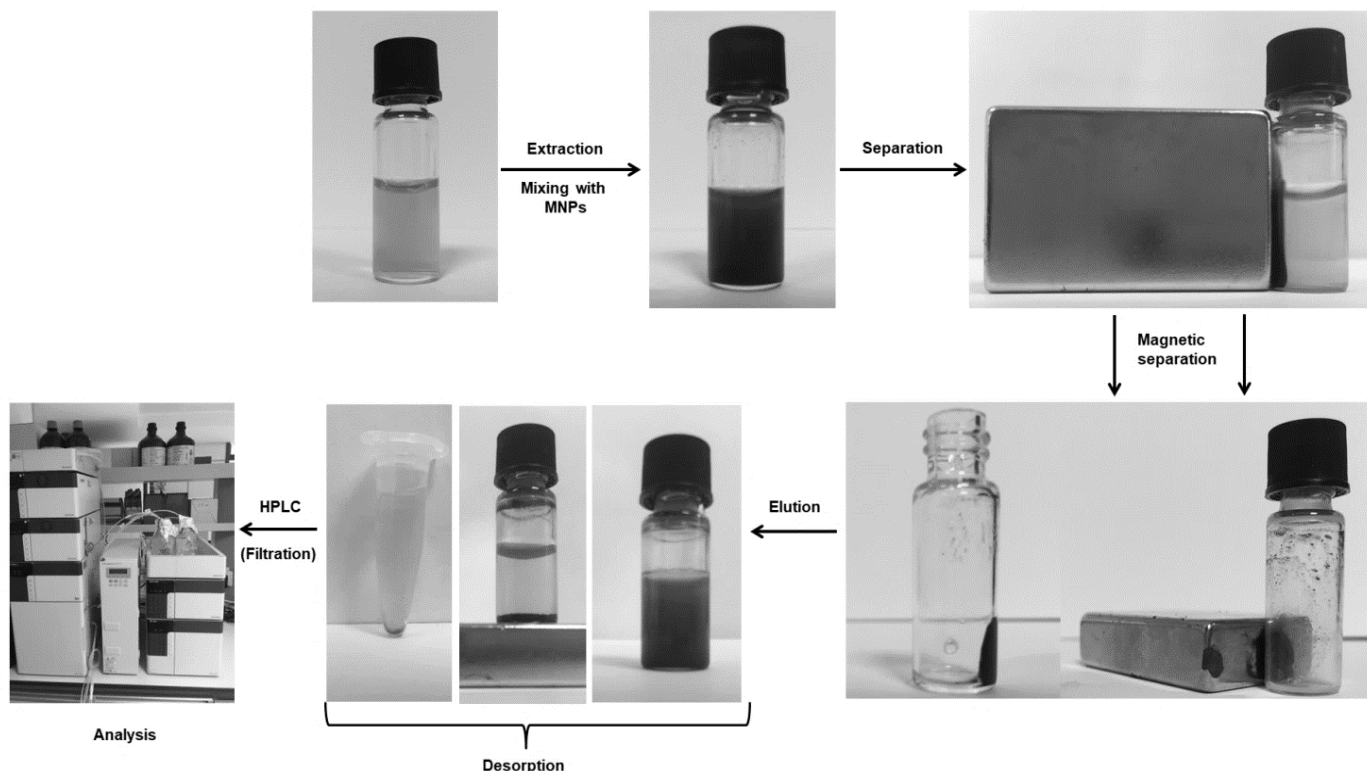 Extraction
Mixing with
MNPs
Separation
Magnetic
separation
Elution
HPLC
(Filtration)
Analysis
Desorption